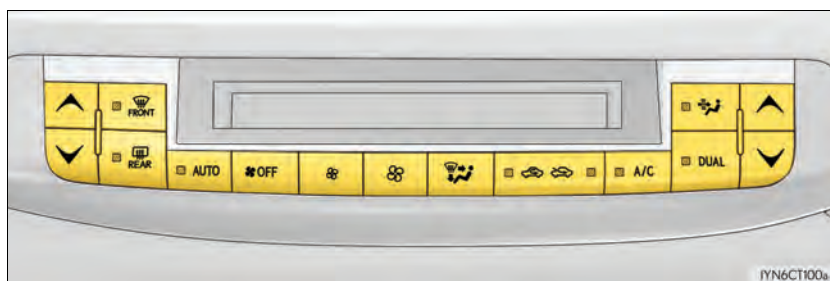 FRONT
REAR
AUTO
OFF
A/C
DUAL
IYN6CT100a